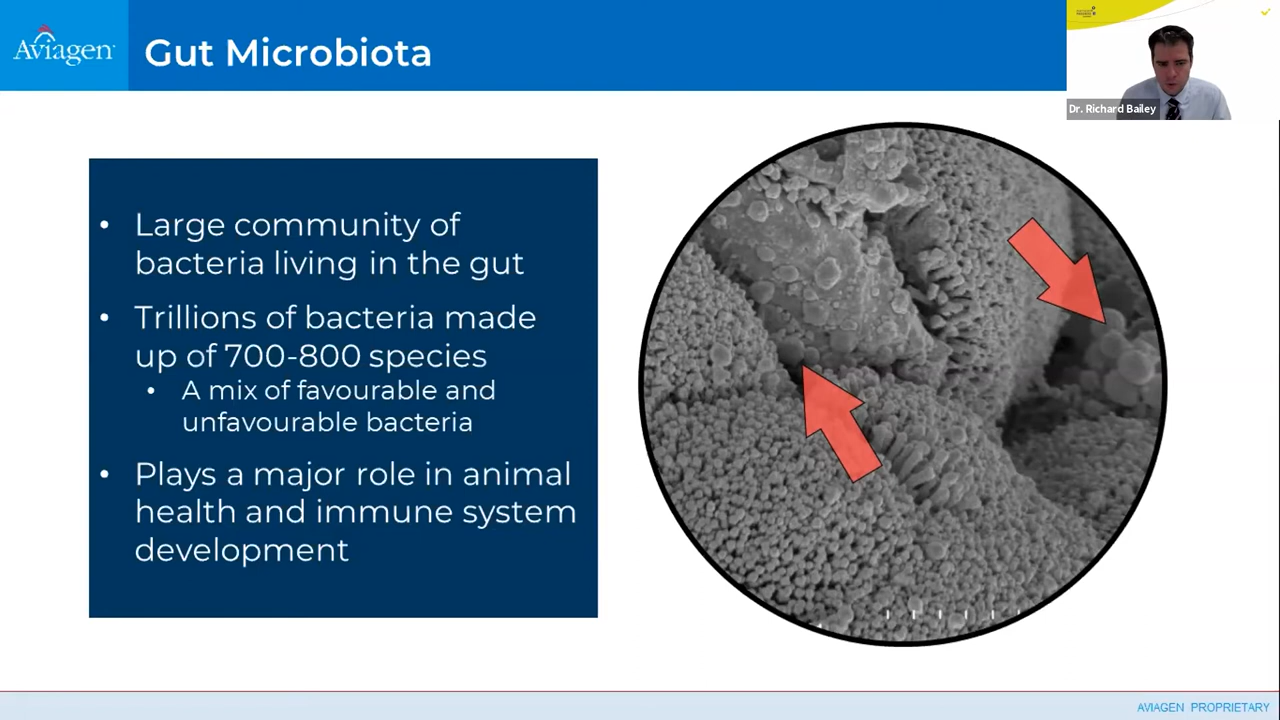 Aviagen
Gut Microbiota
Dr. Richard Bailey
• Large community of
bacteria living in the gut
• Trillions of bacteria made
up of 700-800 species
• A mix of favourable and
unfavourable bacteria
• Plays a major role in animal
health and immune system
development
AVIAGEN PROPRIETARY